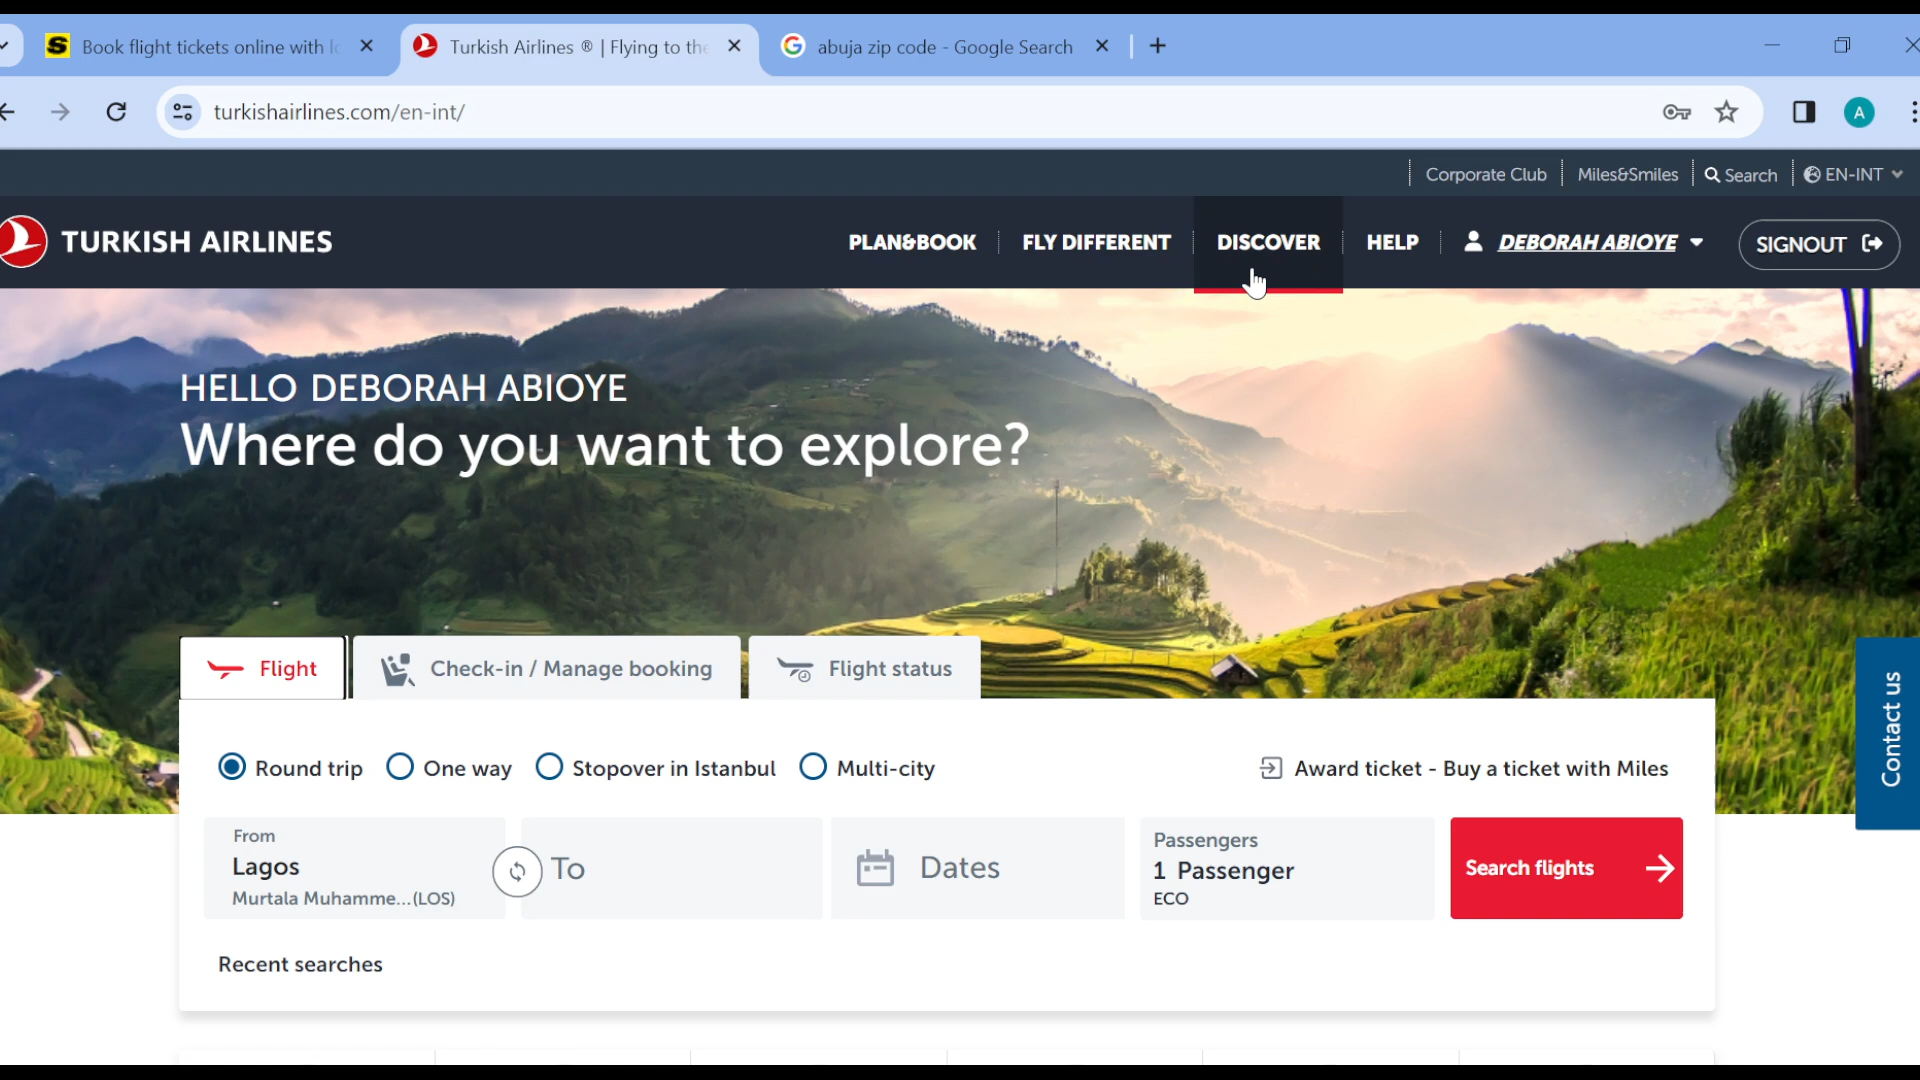 Book flight tickets online with lo
Turkish Airlines ® | Flying to the
abuja zip code - Google Search
turkishairlines.com/en-int/
A
Corporate Club
Miles&Smiles
Search
EN-INT
TURKISH AIRLINES
PLAN&BOOK
FLY DIFFERENT
DISCOVER
HELP
DEBORAH ABIOYE
SIGNOUT
HELLO DEBORAH ABIOYE
Where do you want to explore?
Flight
Check-in / Manage booking
Flight status
Contact us
Round trip
One way
Stopover in Istanbul
Multi-city
Award ticket - Buy a ticket with Miles
From
Lagos
Murtala Muhamme...(LOS)
To
Dates
Passengers
1 Passenger
ECO
Search flights
Recent searches